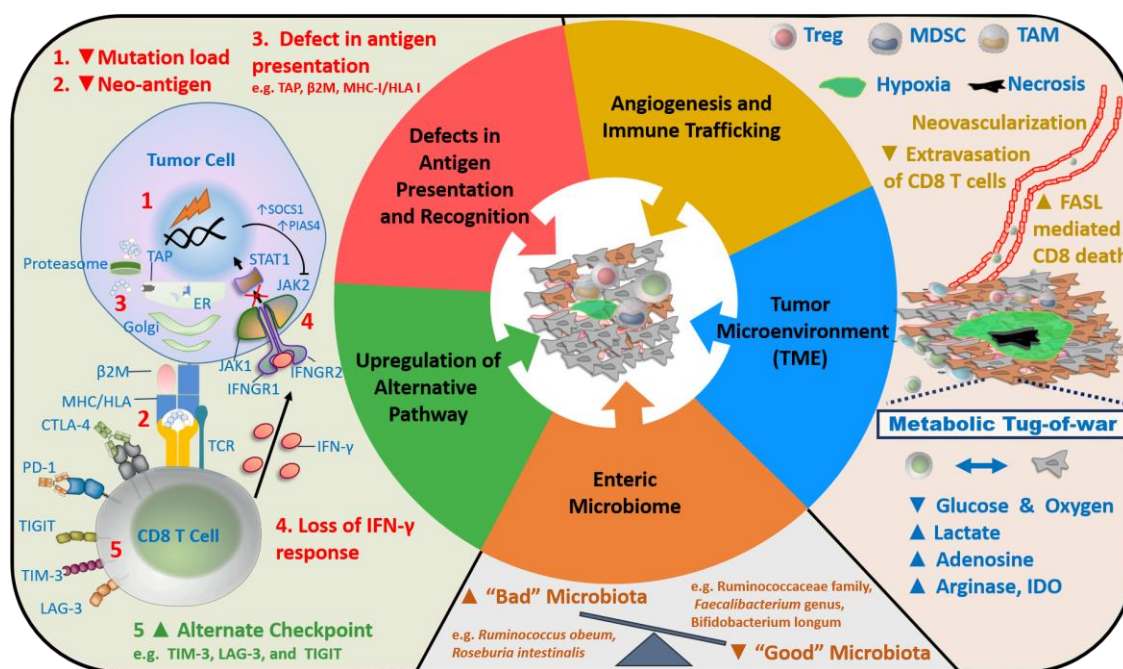 1. ▼Mutation load
2. ▼Neo-antigen
3. Defect in antigen
presentation
e.g. TAP, β2M, MHC-I/HLA I
Tumor Cell
1
↑SOCS1
↑PIAS4
Proteasome
TAP
STAT1
JAK2
3
ER
4
Golgi
JAK1
IFNGR1
IFNGR2
β2M
MHC/HLA
2
CTLA-4
TCR
IFN-γ
PD-1
CD8 T Cell
4. Loss of IFN-γ
response
TIGIT
5
TIM-3
LAG-3
5 ▲ Alternate Checkpoint
e.g. TIM-3, LAG-3, and TIGIT
Defects in
Antigen
Presentation
and Recognition
Angiogenesis and
Immune Trafficking
Upregulation of
Alternative
Pathway
Tumor
Microenvironment
(TME)
Enteric
Microbiome
▲ “Bad” Microbiota
e.g. Ruminococcus obeum,
Roseburia intestinalis
e.g. Ruminococcaceae family,
Faecalibacterium genus,
Bifidobacterium longum
▼ “Good” Microbiota
Treg
MDSC
TAM
Hypoxia
Necrosis
Neovascularization
▼ Extravasation
of CD8 T cells
▲ FASL
mediated
CD8 death
Metabolic Tug-of-war
▼ Glucose & Oxygen
▲ Lactate
▲ Adenosine
▲ Arginase, IDO